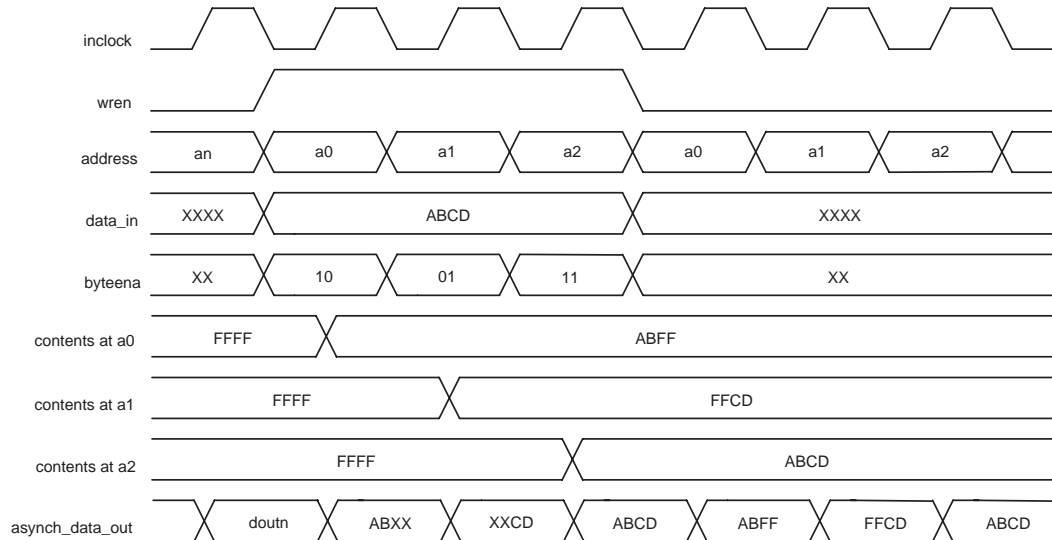 inclock
wren
address an a0 a1 a2 a0 a1 a2
data_in XXXX ABCD XXXX
byteena XX 10 01 11 XX
contents at a0 FFFF ABFF
contents at a1 FFFF FFCD
contents at a2 FFFF ABCD
asynch_data_out doutn ABXX XXCD ABCD ABFF FFCD ABCD